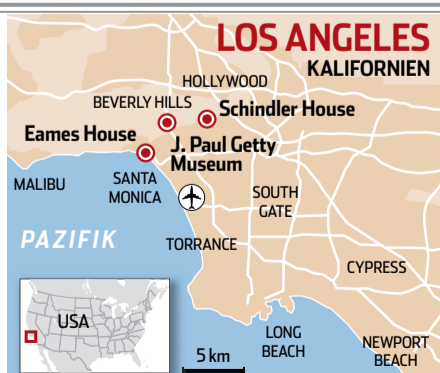 LOS ANGELES
KALIFORNIEN
HOLLYWOOD
BEVERLY HILLS
Schindler House
Eames House
J. Paul Getty
Museum
MALIBU
SANTA
MONICA
SOUTH
GATE
PAZIFIK
TORRANCE
CYPRESS
USA
LONG
BEACH
NEWPORT
BEACH
5 km